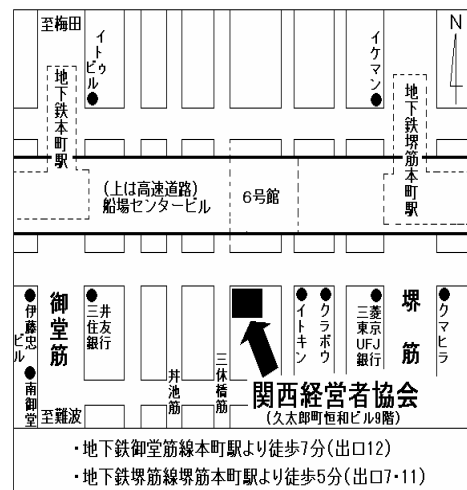 至梅田
イトゥビル
イケマン
N
地下鉄本町駅
地下鉄堺筋本町駅
(上は高速道路)
船場センタービル
6号館
伊藤忠ビル
御堂筋
三井住友銀行
イトキン
クラボウ
三菱東京UFJ銀行
堺筋
クマヒラ
南御堂
丼池筋
三休橋筋
関西経営者協会
(久太郎町恒和ビル9階)
至難波
・地下鉄御堂筋線本町駅より徒歩7分(出口12)
・地下鉄堺筋線堺筋本町駅より徒歩5分(出口7・11)